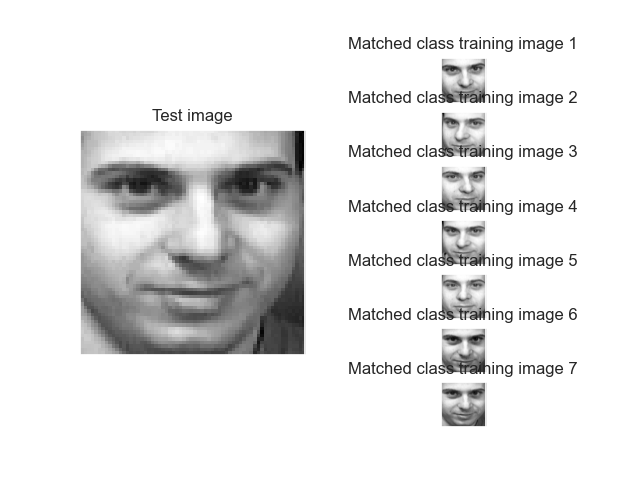 Test image
Matched class training image 1
Matched class training image 2
Matched class training image 3
Matched class training image 4
Matched class training image 5
Matched class training image 6
Matched class training image 7